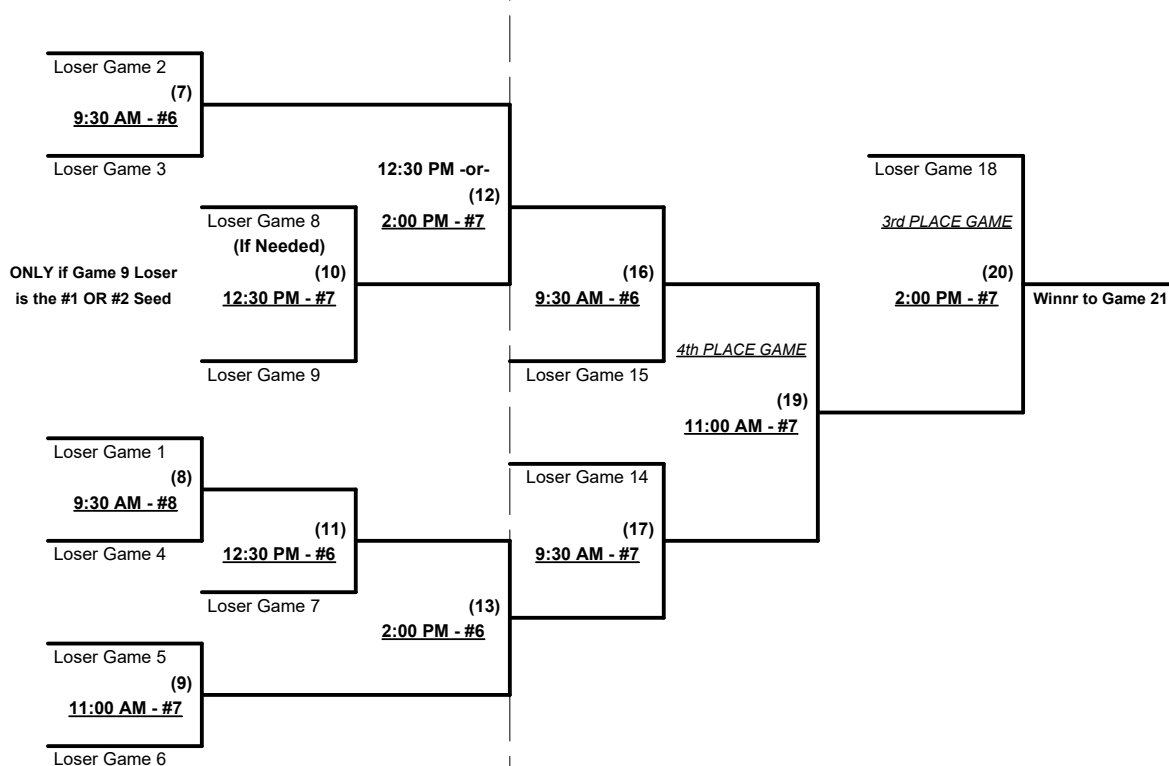 Loser Game 2
(7)
9:30 AM - #6
Loser Game 3
12:30 PM -or-
(12)
2:00 PM - #7
Loser Game 18
3rd PLACE GAME
(20)
2:00 PM - #7
Winnr to Game 21
Loser Game 8
(If Needed)
(10)
12:30 PM - #7
ONLY if Game 9 Loser
is the #1 OR #2 Seed
Loser Game 9
(16)
9:30 AM - #6
Loser Game 15
4th PLACE GAME
(19)
11:00 AM - #7
Loser Game 1
(8)
9:30 AM - #8
Loser Game 4
(11)
12:30 PM - #6
Loser Game 7
Loser Game 14
(17)
9:30 AM - #7
(13)
2:00 PM - #6
Loser Game 5
(9)
11:00 AM - #7
Loser Game 6